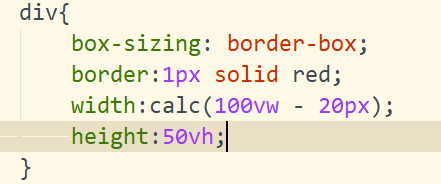 div{
box-sizing: border-box;
border:1px solid red;
width:calc(100vw - 20px);
height:50vh;
}